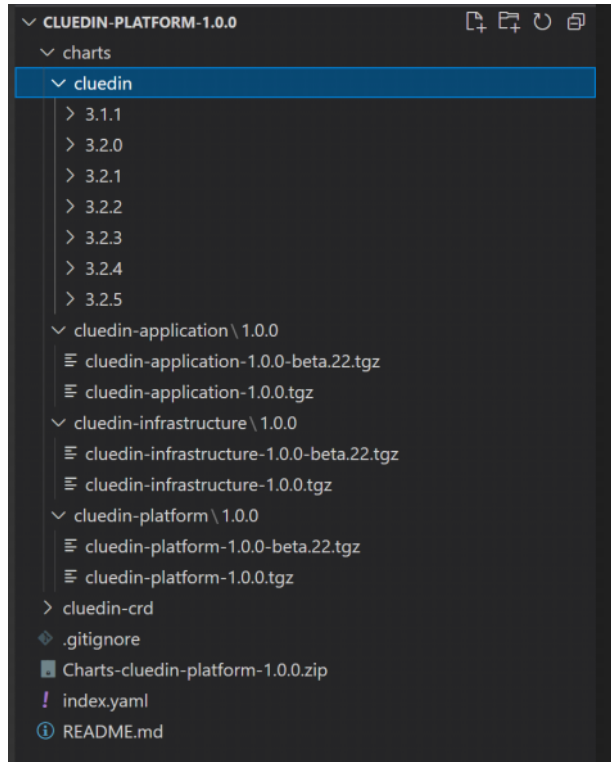 CLUEDIN-PLATFORM-1.0.0
charts
cluedin
3.1.1
3.2.0
3.2.1
3.2.2
3.2.3
3.2.4
3.2.5
cluedin-application\1.0.0
cluedin-application-1.0.0-beta.22.tgz
cluedin-application-1.0.0.tgz
cluedin-infrastructure\1.0.0
cluedin-infrastructure-1.0.0-beta.22.tgz
cluedin-infrastructure-1.0.0.tgz
cluedin-platform\1.0.0
cluedin-platform-1.0.0-beta.22.tgz
cluedin-platform-1.0.0.tgz
cluedin-crd
.gitignore
Charts-cluedin-platform-1.0.0.zip
index.yaml
README.md